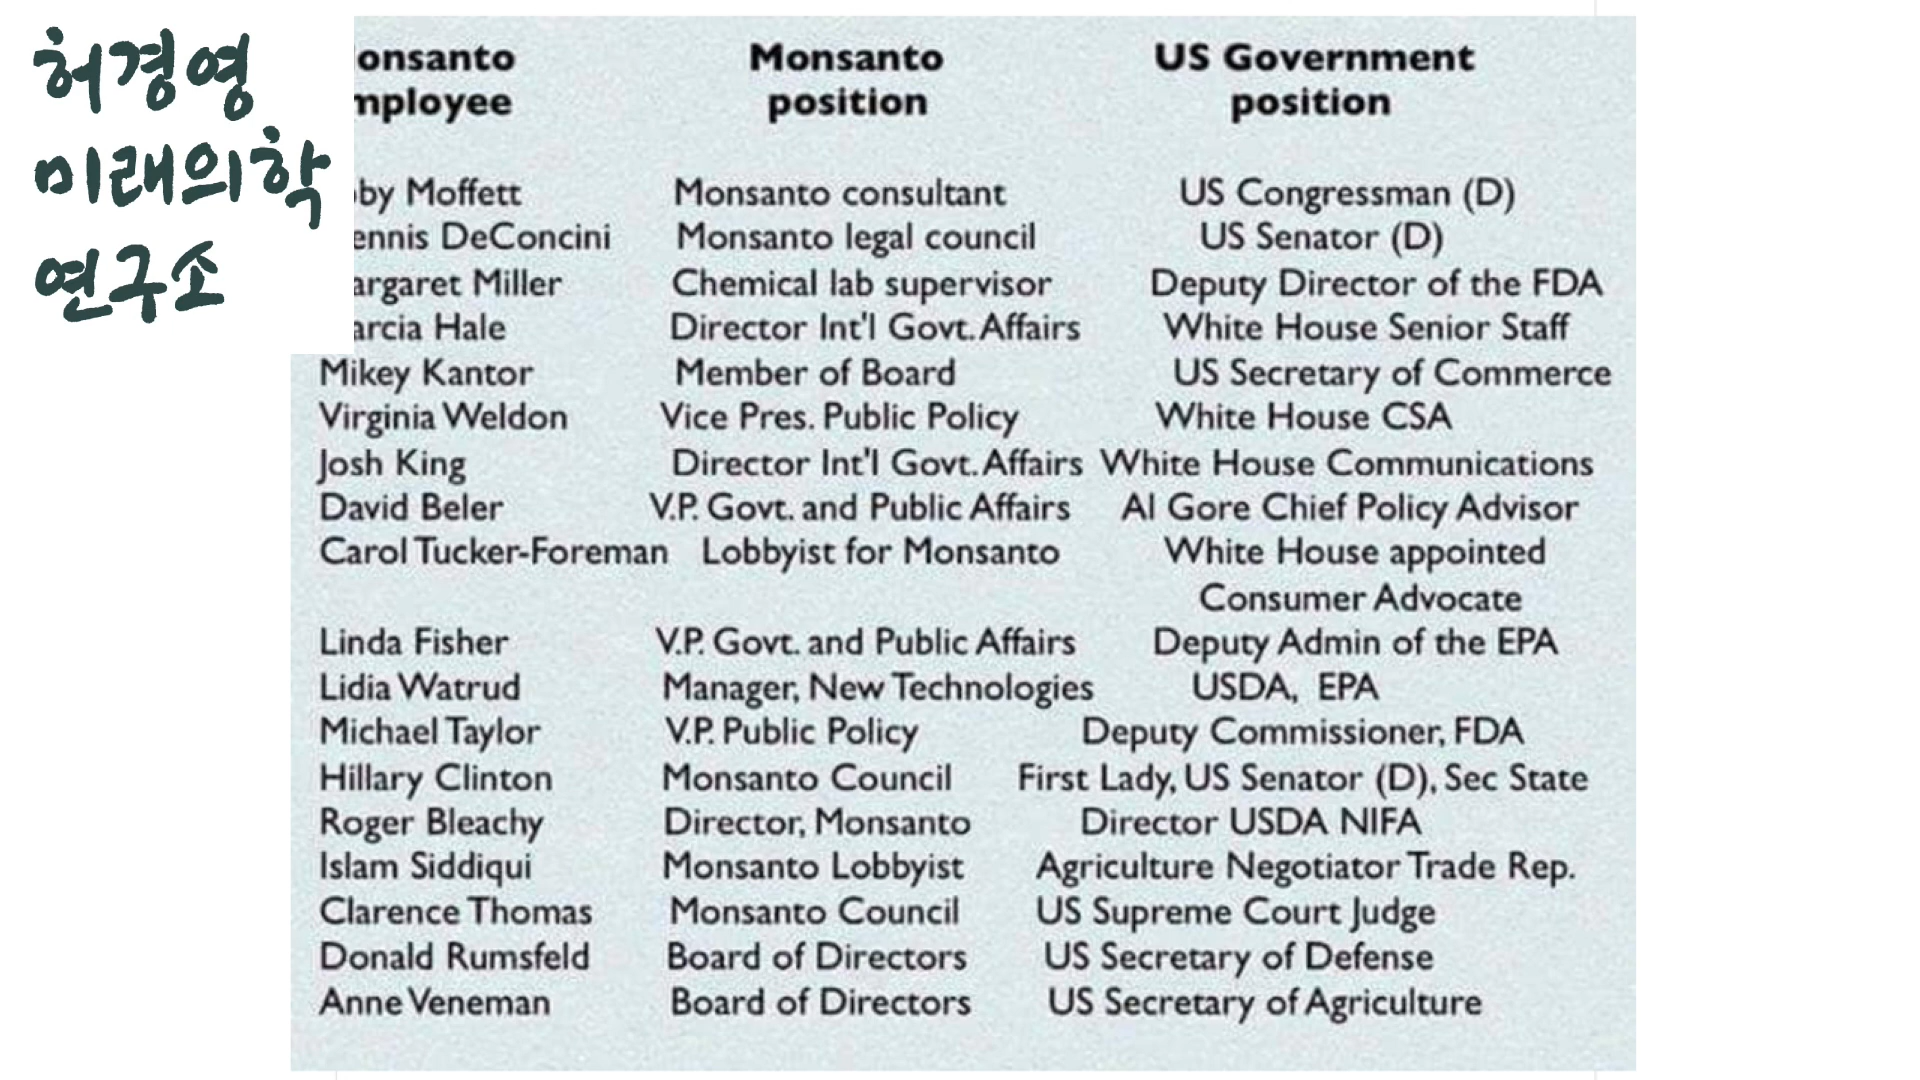 허경영
미래의학
연구소
onsanto Monsanto US Government
mployee position position
by Moffett Monsanto consultant US Congressman (D)
ennis DeConcini Monsanto legal council US Senator (D)
argaret Miller Chemical lab supervisor Deputy Director of the FDA
arcia Hale Director Int'l Govt. Affairs White House Senior Staff
Mikey Kantor Member of Board US Secretary of Commerce
Virginia Weldon Vice Pres. Public Policy White House CSA
Josh King Director Int'l Govt. Affairs White House Communications
David Beler V.P. Govt. and Public Affairs Al Gore Chief Policy Advisor
Carol Tucker-Foreman Lobbyist for Monsanto White House appointed
Consumer Advocate
Linda Fisher V.P. Govt. and Public Affairs Deputy Admin of the EPA
Lidia Watrud Manager, New Technologies USDA, EPA
Michael Taylor V.P. Public Policy Deputy Commissioner, FDA
Hillary Clinton Monsanto Council First Lady, US Senator (D), Sec State
Roger Bleachy Director, Monsanto Director USDA NIFA
Islam Siddiqui Monsanto Lobbyist Agriculture Negotiator Trade Rep.
Clarence Thomas Monsanto Council US Supreme Court Judge
Donald Rumsfeld Board of Directors US Secretary of Defense
Anne Veneman Board of Directors US Secretary of Agriculture